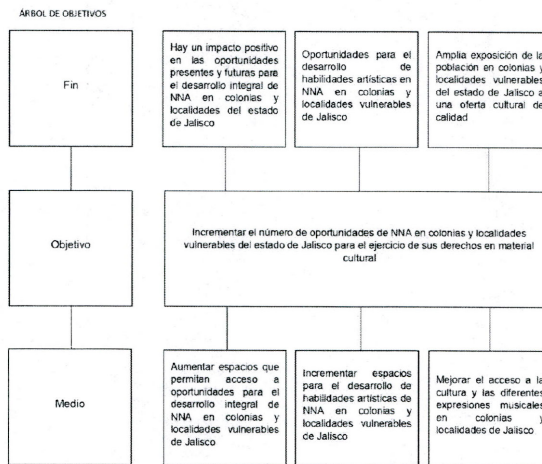 ÁRBOL DE OBJETIVOS
Fin
Hay un impacto positivo
en las oportunidades
presentes y futuras para
el desarrollo integral de
NNA en colonias y
localidades del estado
de Jalisco
Oportunidades para el
desarrollo de
habilidades artísticas en
NNA en colonias y
localidades vulnerables
de Jalisco
Amplia exposición de la
población en colonias y
localidades vulnerables
del estado de Jalisco a
una oferta cultural de
calidad
Objetivo
Incrementar el número de oportunidades de NNA en colonias y localidades
vulnerables del estado de Jalisco para el ejercicio de sus derechos en material
cultural
Medio
Aumentar espacios que
permitan acceso a
oportunidades para el
desarrollo integral de
NNA en colonias y
localidades vulnerables
de Jalisco
Incrementar espacios
para el desarrollo de
habilidades artísticas de
NNA en colonias y
localidades vulnerables
de Jalisco
Mejorar el acceso a la
cultura y las diferentes
expresiones musicales
en colonias y
localidades de Jalisco